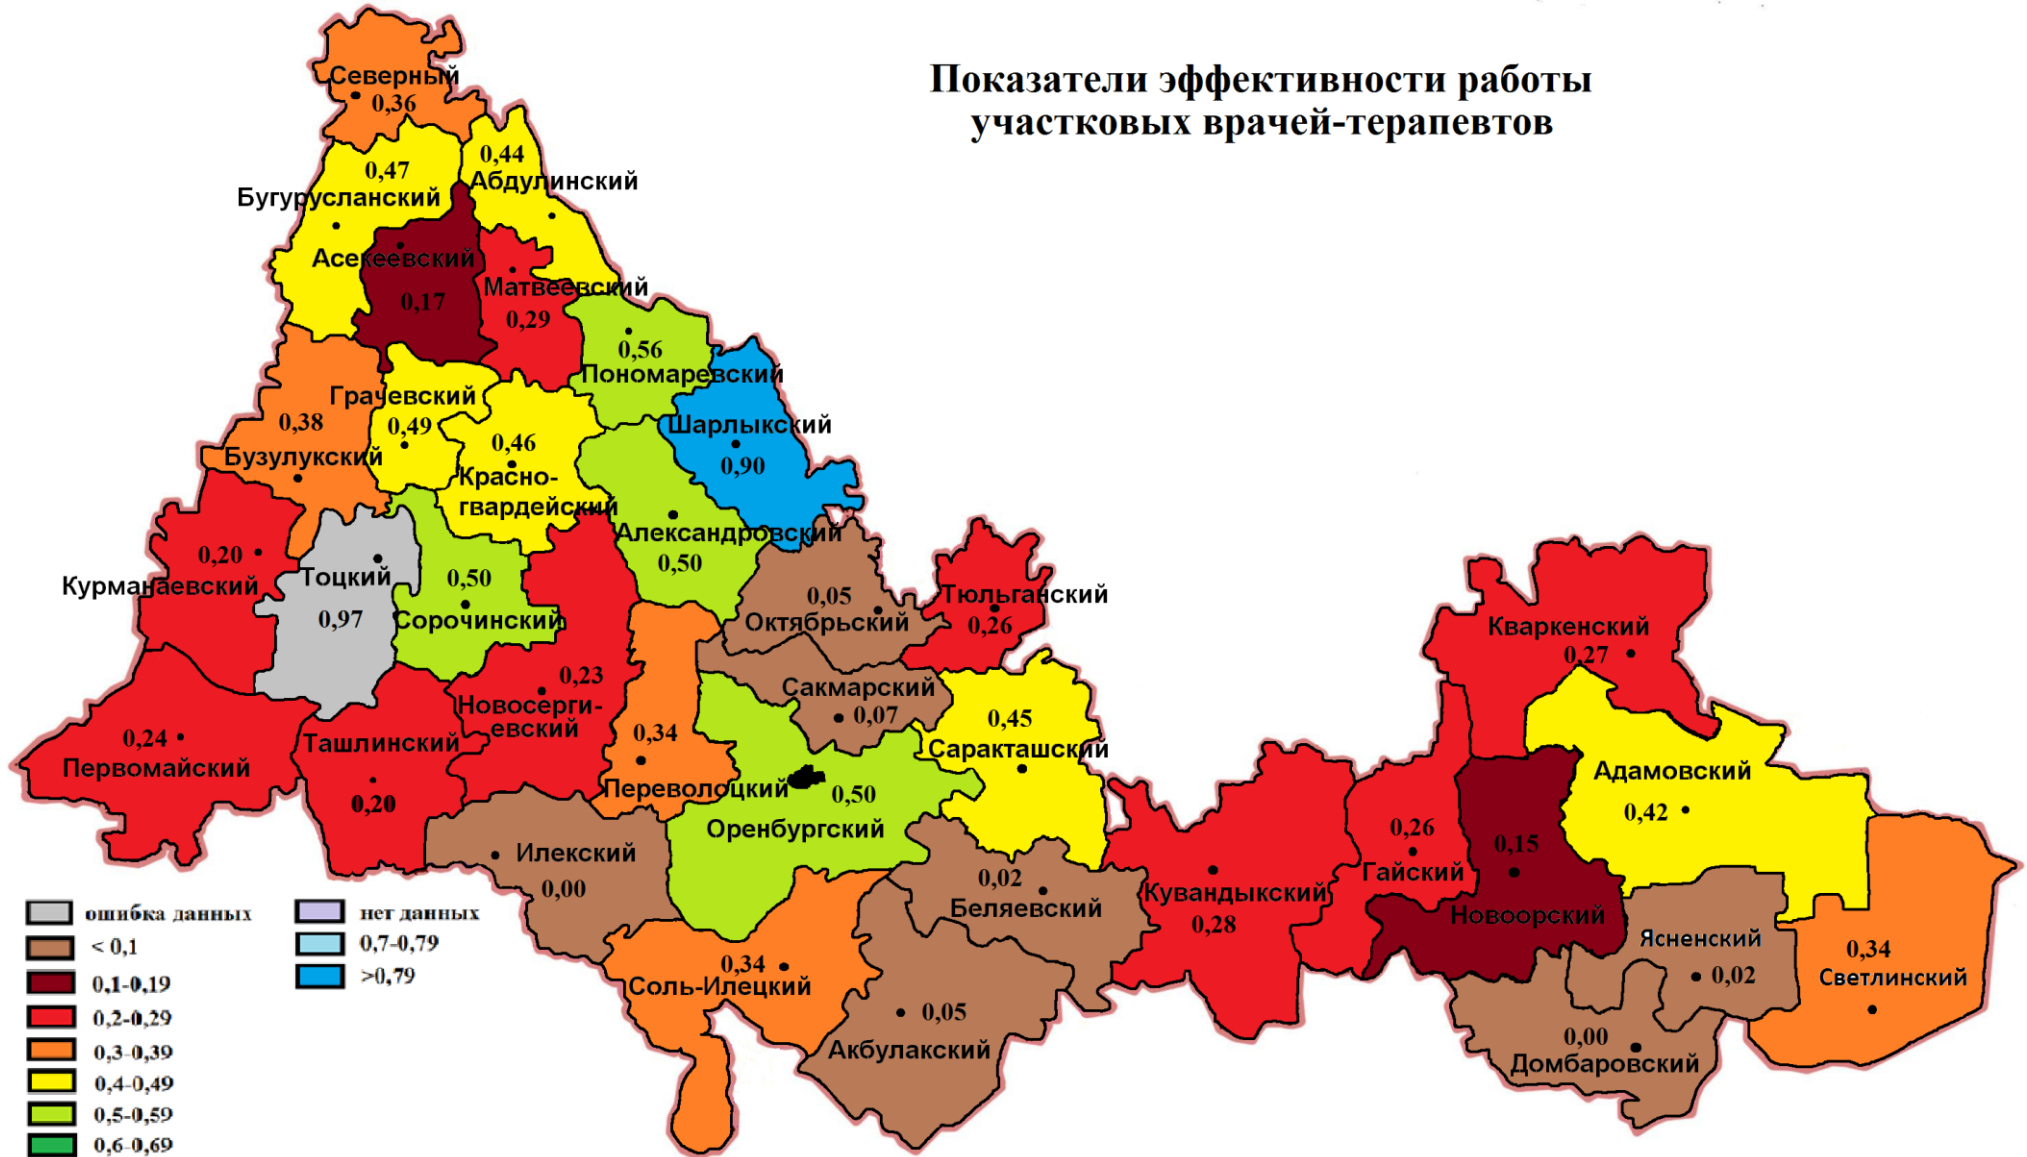 Показатели эффективности работы
участковых врачей-терапевтов
Северный
0,36
0,47
Бугурусланский
0,44
Абдулинский
Асекеевский
0,17
Матвеевский
0,29
0,56
Пономаревский
Грачевский
0,49
0,38
Бузулукский
0,46
Красно-
гвардейский
Шарлыкский
0,90
Александровский
0,50
0,20
Курманаевский
Тоцкий
0,97
0,50
Сорочинский
0,05
Октябрьский
Тюльганский
0,26
Кваркенский
0,27
0,23
Новосерги-
евский
Сакмарский
0,07
0,45
Саракташский
0,24
Первомайский
Ташлинский
0,20
0,34
Переволоцкий
0,50
Оренбургский
Адамовский
0,42
0,26
Гайский
0,15
Новоорский
Илекский
0,00
0,02
Беляевский
Кувандыкский
0,28
Ясненский
0,02
0,34
Светлинский
0,34
Соль-Илецкий
0,05
Акбулакский
0,00
Домбаровский
ошибка данных
< 0,1
0,1-0,19
0,2-0,29
0,3-0,39
0,4-0,49
0,5-0,59
0,6-0,69
нет данных
0,7-0,79
>0,79